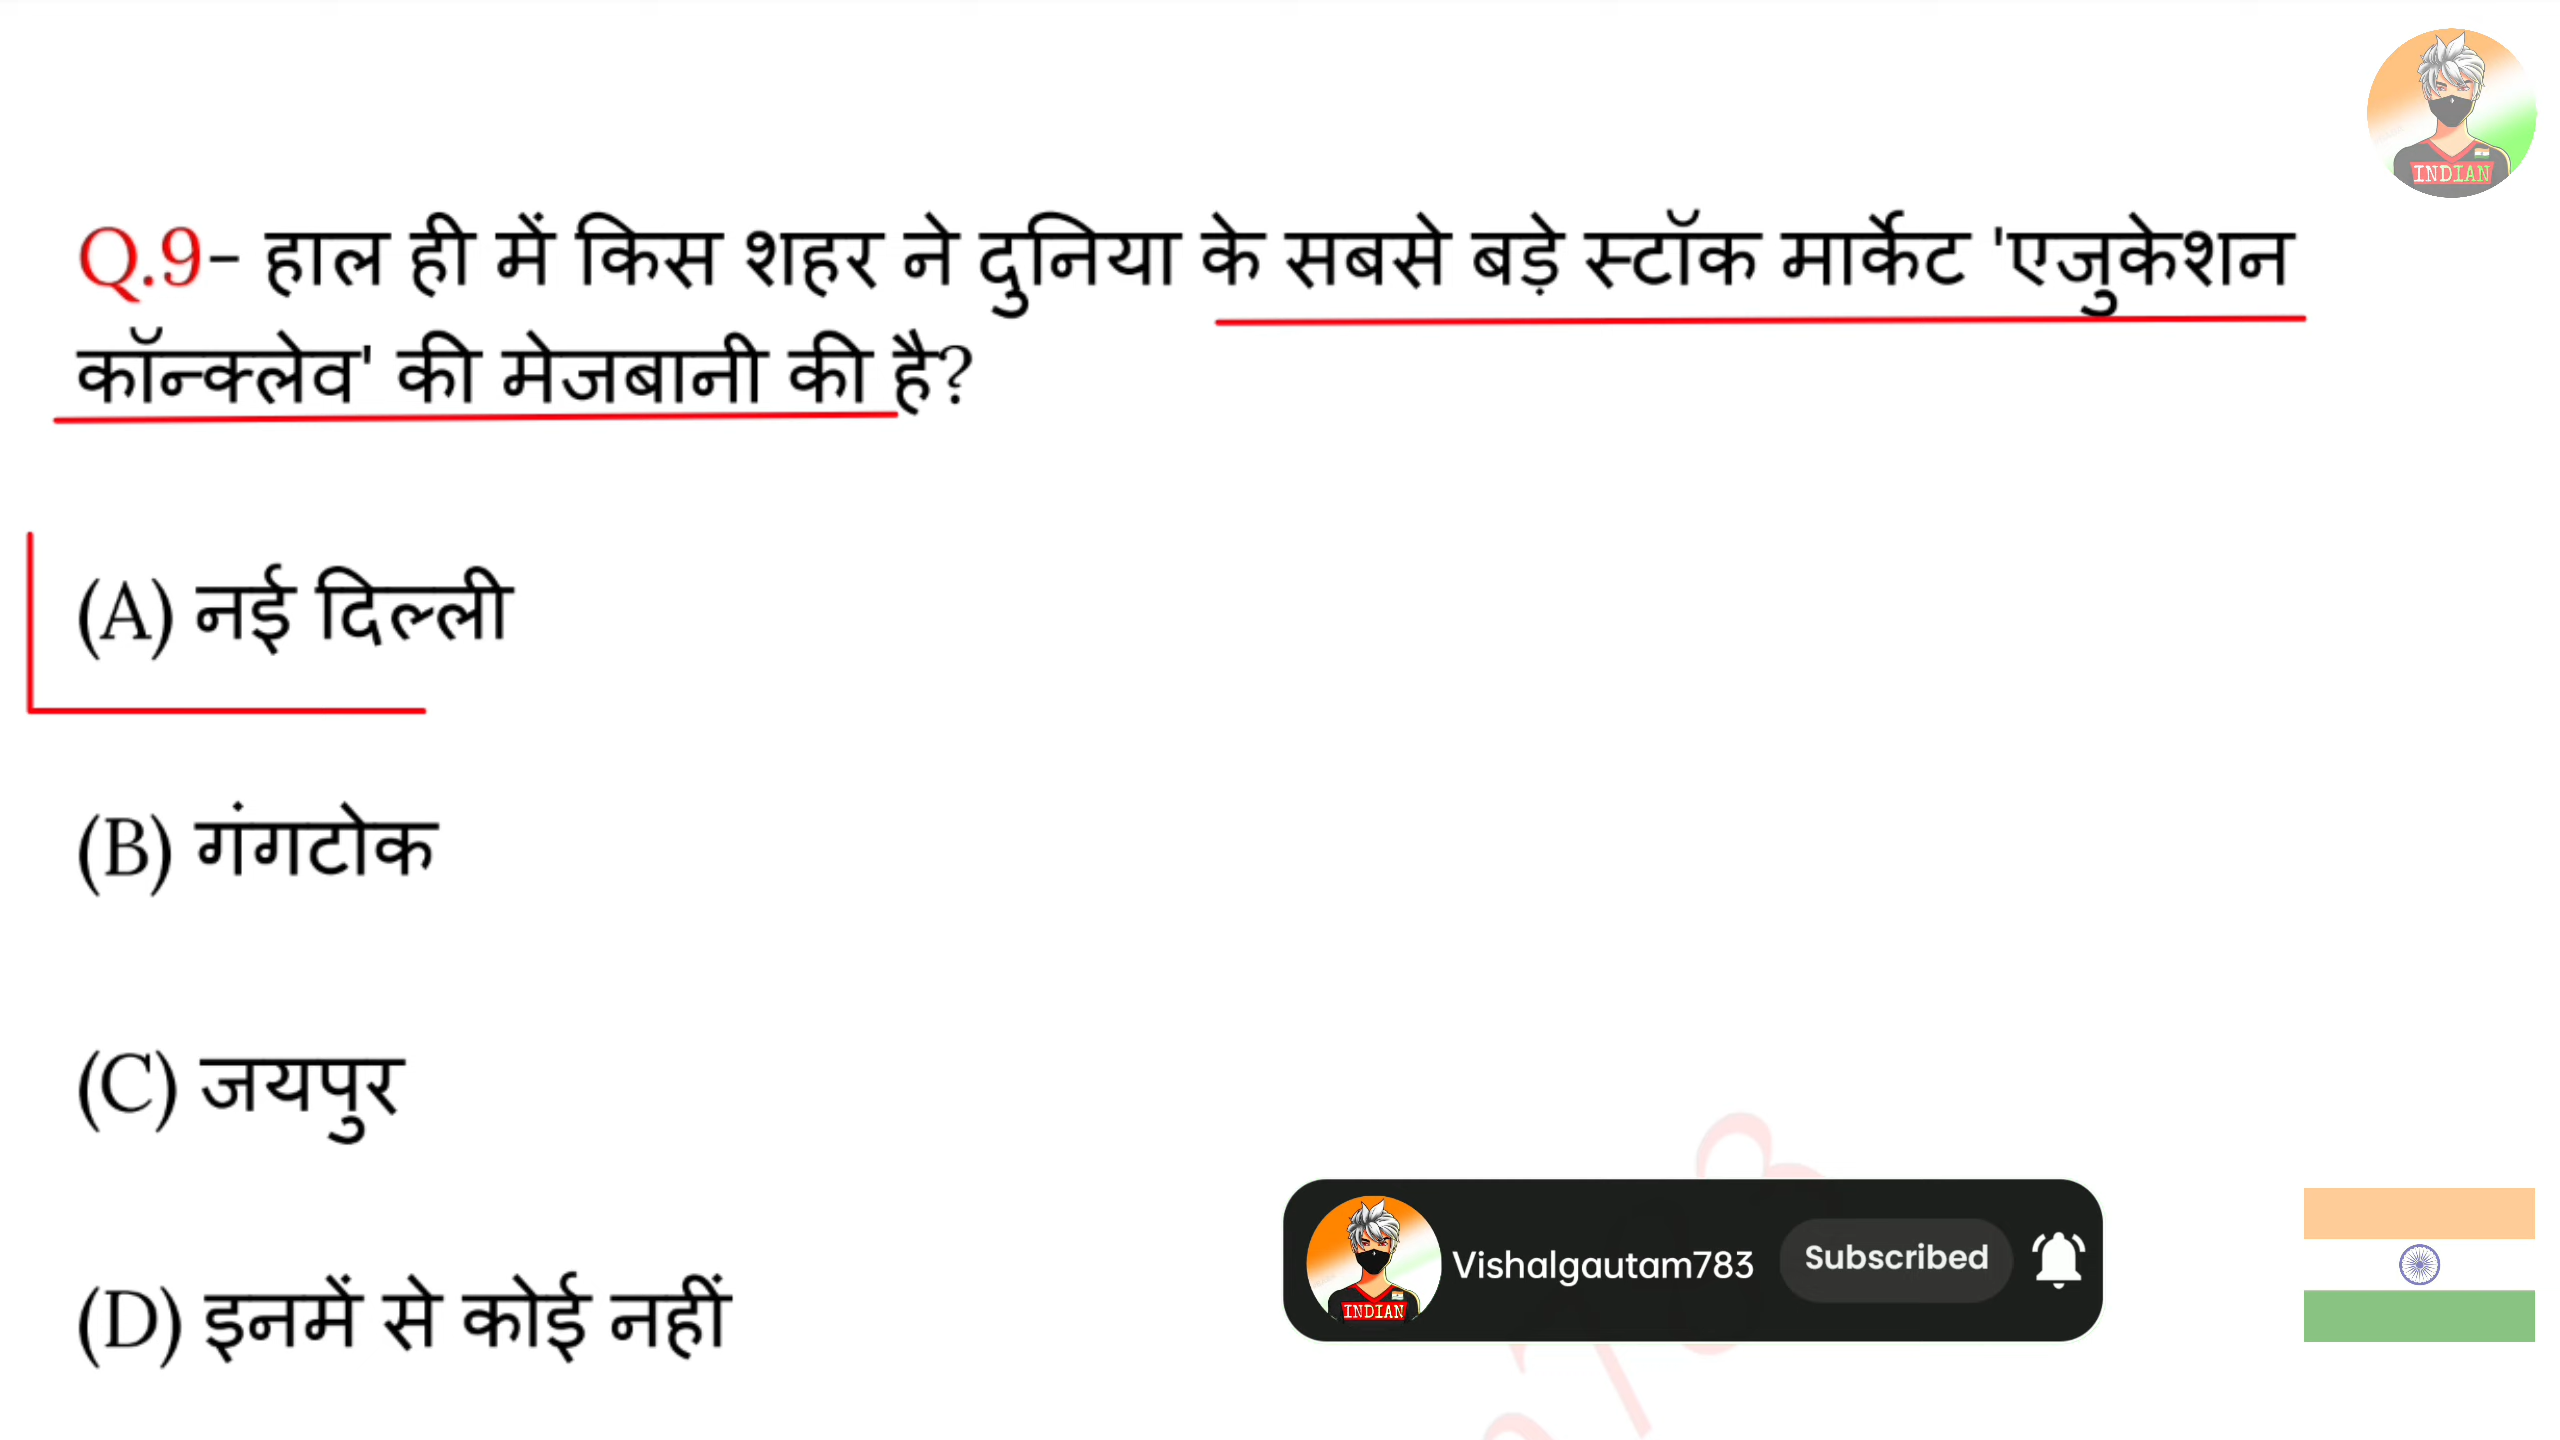 INDIAN
Q.9- हाल ही में किस शहर ने दुनिया के सबसे बड़े स्टॉक मार्केट 'एजुकेशन
कॉन्क्लेव' की मेजबानी की है?
(A) नई दिल्ली
(B) गंगटोक
(C) जयपुर
(D) इनमें से कोई नहीं
Vishalgautam783 Subscribed
INDIAN